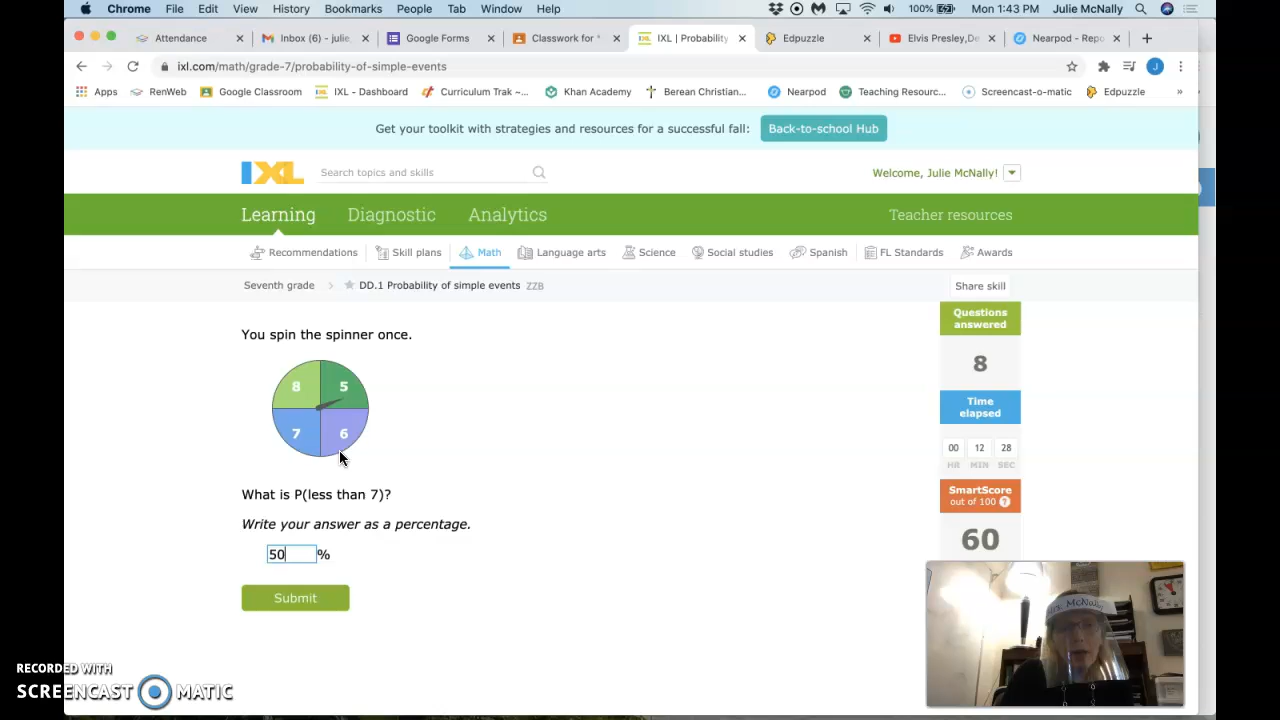 Chrome File Edit View History Bookmarks People Tab Window Help 100% Mon 1:43 PM Julie McNally
Attendance Inbox (6) - julie. Google Forms Classwork for " IXL | Probability Edpuzzle Elvis Presley,De Nearpod - Repo
ixl.com/math/grade-7/probability-of-simple-events J
Apps RenWeb Google Classroom IXL - Dashboard Curriculum Trak ~... Khan Academy Berean Christian... Nearpod Teaching Resourc... Screencast-o-matic Edpuzzle »
Get your toolkit with strategies and resources for a successful fall: Back-to-school Hub
IXL Search topics and skills Welcome, Julie McNally!
Learning Diagnostic Analytics Teacher resources
Recommendations Skill plans Math Language arts Science Social studies Spanish FL Standards Awards
Seventh grade > DD.1 Probability of simple events ZZB Share skill
Questions
answered
8
Time
elapsed
00 12 28
HR MIN SEC
SmartScore
out of 100 ?
60
You spin the spinner once.
8 5
7 6
What is P(less than 7)?
Write your answer as a percentage.
50 %
Submit
Mrs. McNally
RECORDED WITH
SCREENCAST MATIC